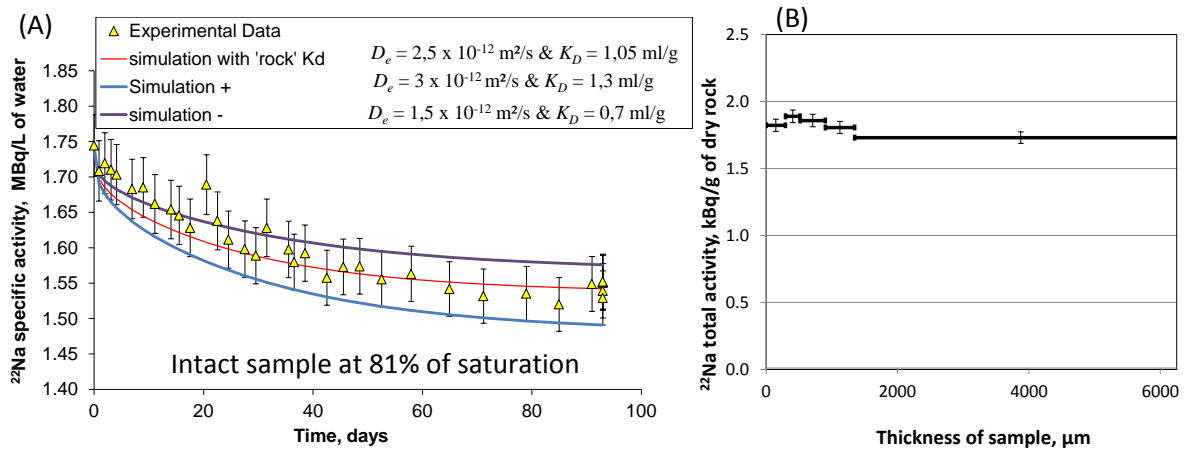 (A)
Experimental Data
simulation with 'rock' Kd
Simulation +
simulation -
Dₑ = 2,5 x 10⁻¹² m²/s & K_D = 1,05 ml/g
Dₑ = 3 x 10⁻¹² m²/s & K_D = 1,3 ml/g
Dₑ = 1,5 x 10⁻¹² m²/s & K_D = 0,7 ml/g
²²Na specific activity, MBq/L of water
1.85
1.80
1.75
1.70
1.65
1.60
1.55
1.50
1.45
1.40
Intact sample at 81% of saturation
0 20 40 60 80 100
Time, days
(B)
²²Na total activity, kBq/g of dry rock
2.5
2.0
1.5
1.0
0.5
0.0
0 2000 4000 6000
Thickness of sample, µm